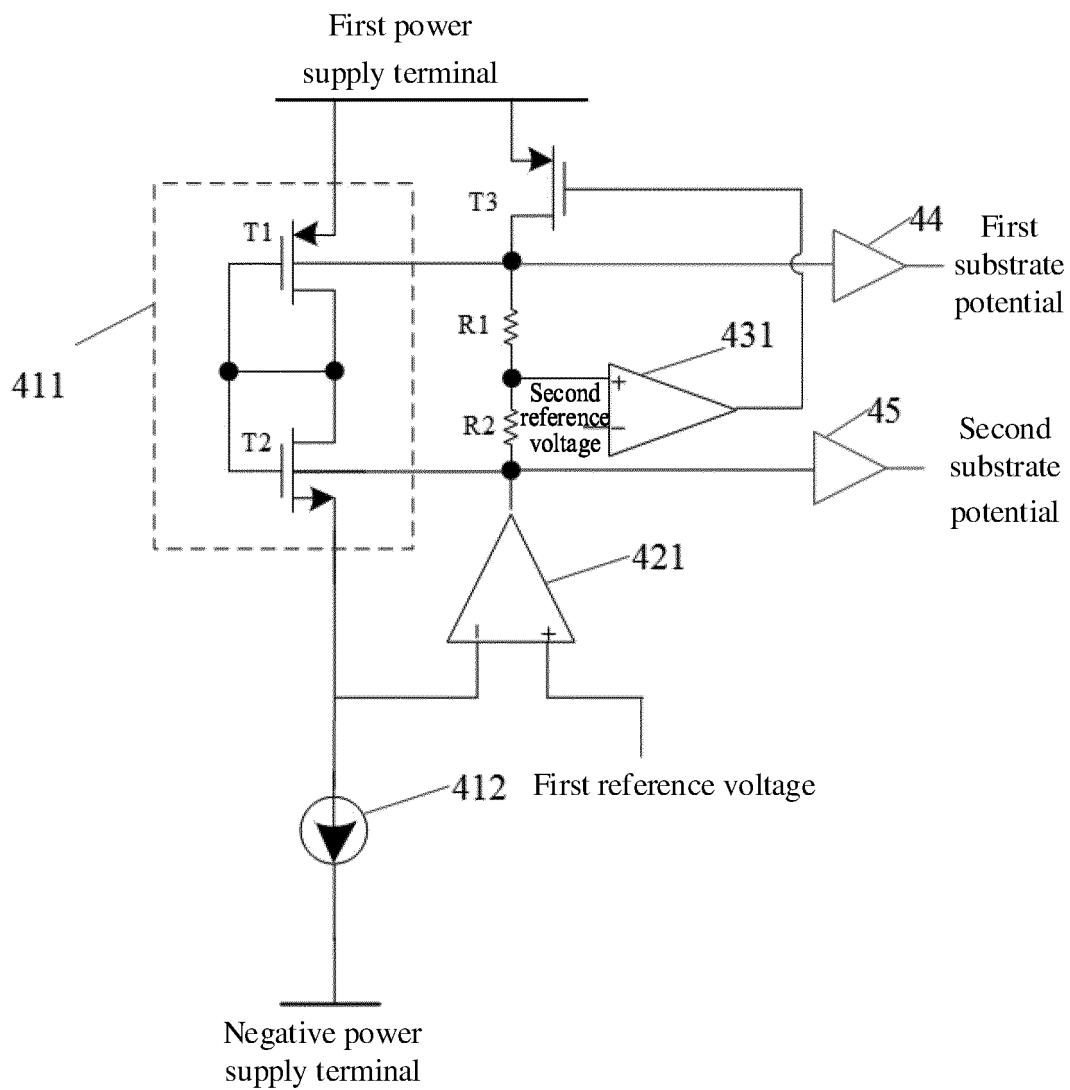 First power
supply terminal
T1
T3
44
First
substrate
potential
R1
431
+
Second
reference
voltage
−
411
T2
R2
45
Second
substrate
potential
421
− +
412
First reference voltage
Negative power
supply terminal